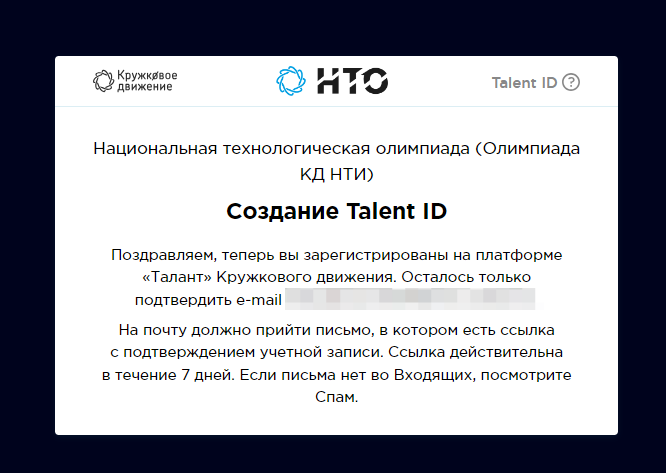 Кружковое
движение
НТО
Talent ID ?
Национальная технологическая олимпиада (Олимпиада
КД НТИ)
Создание Talent ID
Поздравляем, теперь вы зарегистрированы на платформе
«Талант» Кружкового движения. Осталось только
подтвердить e-mail
На почту должно прийти письмо, в котором есть ссылка
с подтверждением учетной записи. Ссылка действительна
в течение 7 дней. Если письма нет во Входящих, посмотрите
Спам.